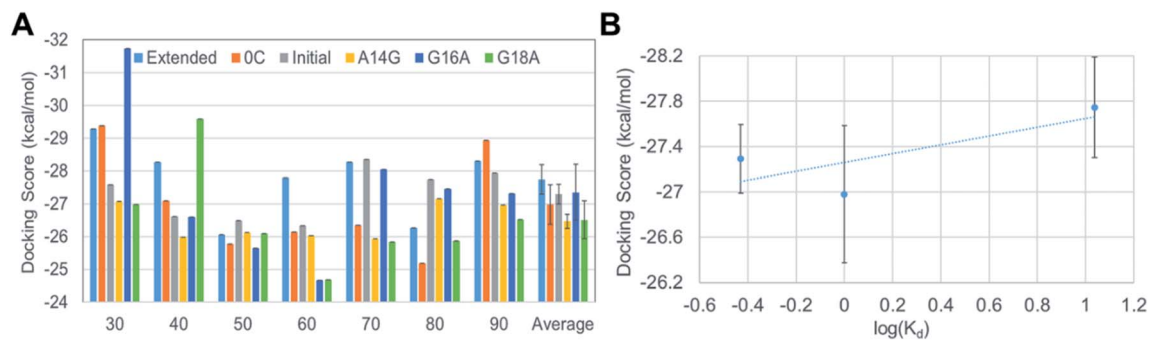 A
Docking Score (kcal/mol)
-32
-31
-30
-29
-28
-27
-26
-25
-24
Extended 0C Initial A14G G16A G18A
30 40 50 60 70 80 90 Average
B
Docking Score (kcal/mol)
-28.2
-27.8
-27.4
-27
-26.6
-26.2
-0.6 -0.4 -0.2 0 0.2 0.4 0.6 0.8 1 1.2
log(Kd)